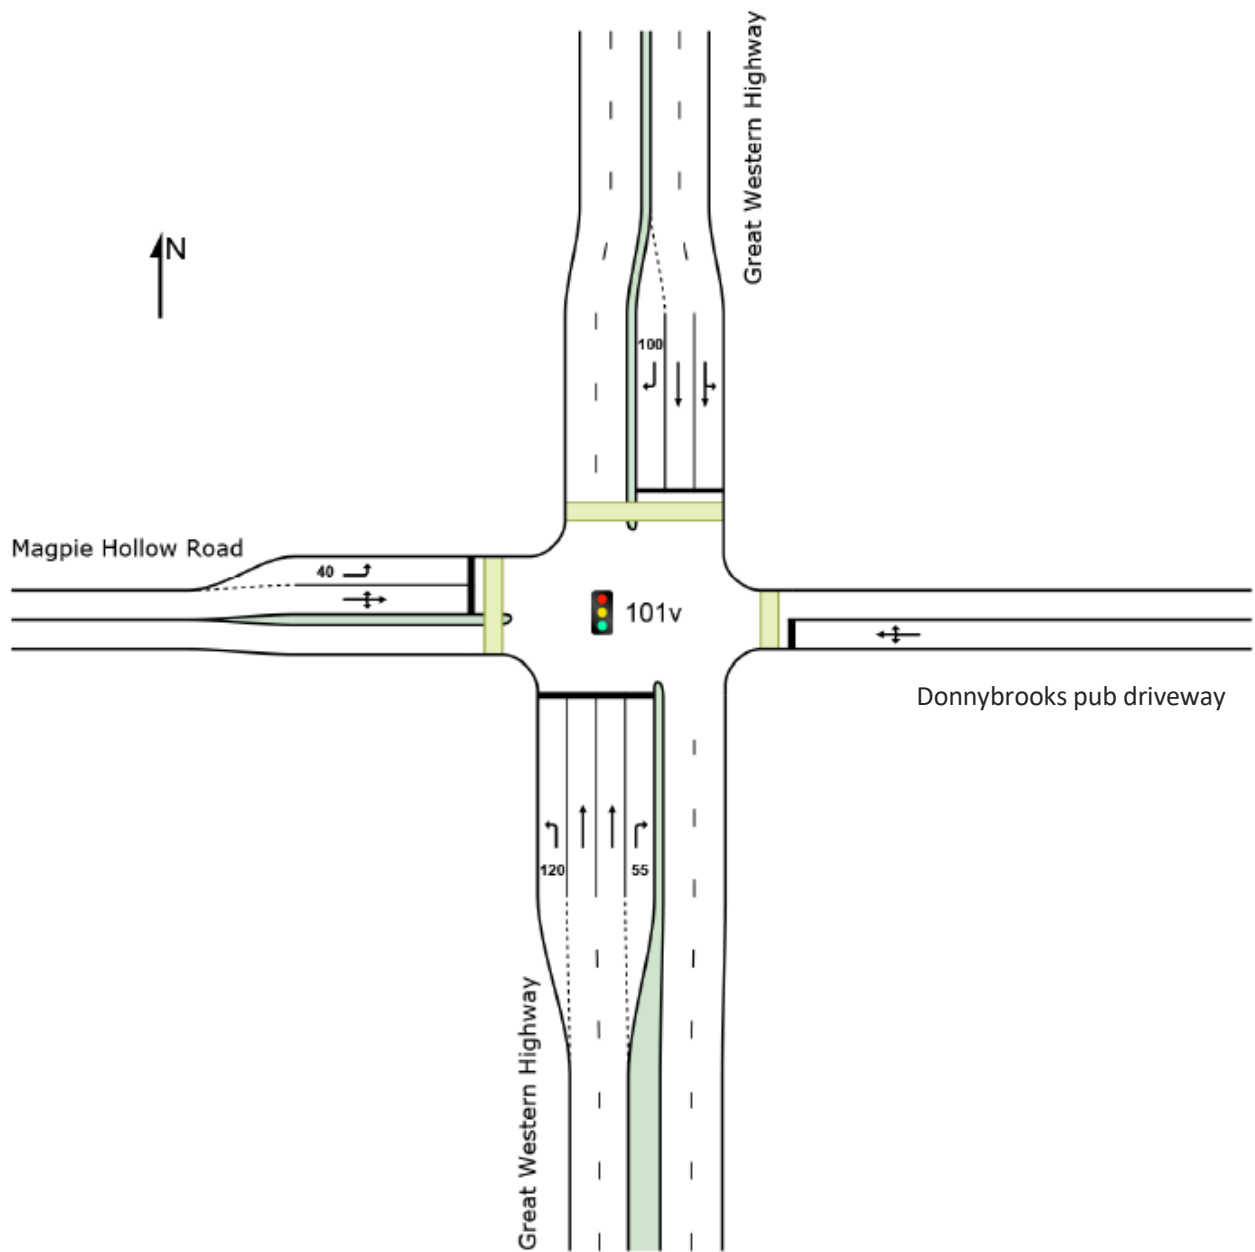 Great Western Highway
N
100
Magpie Hollow Road
40
101v
Donnybrooks pub driveway
120
55
Great Western Highway